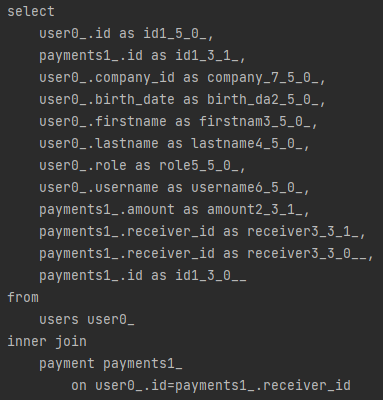 select
    user0_.id as id1_5_0_,
    payments1_.id as id1_3_1_,
    user0_.company_id as company_7_5_0_,
    user0_.birth_date as birth_da2_5_0_,
    user0_.firstname as firstnam3_5_0_,
    user0_.lastname as lastname4_5_0_,
    user0_.role as role5_5_0_,
    user0_.username as username6_5_0_,
    payments1_.amount as amount2_3_1_,
    payments1_.receiver_id as receiver3_3_1_,
    payments1_.receiver_id as receiver3_3_0__,
    payments1_.id as id1_3_0__
from
    users user0_
inner join
    payment payments1_
        on user0_.id=payments1_.receiver_id